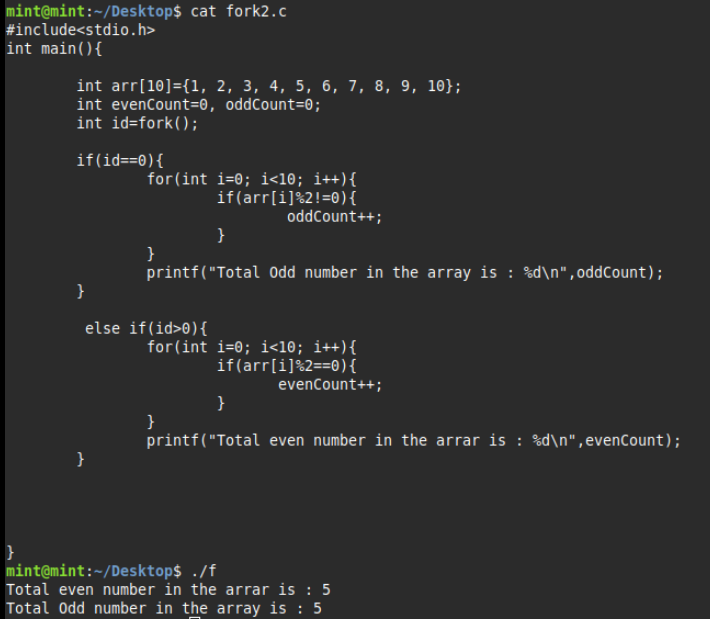 mint@mint:~/Desktop$ cat fork2.c
#include<stdio.h>
int main(){
int arr[10]={1, 2, 3, 4, 5, 6, 7, 8, 9, 10};
int evenCount=0, oddCount=0;
int id=fork();
if(id==0){
for(int i=0; i<10; i++){
if(arr[i]%2!=0){
oddCount++;
}
}
printf("Total Odd number in the array is : %d\n",oddCount);
}
else if(id>0){
for(int i=0; i<10; i++){
if(arr[i]%2==0){
evenCount++;
}
}
printf("Total even number in the arrar is : %d\n",evenCount);
}
}
mint@mint:~/Desktop$ ./f
Total even number in the arrar is : 5
Total Odd number in the array is : 5